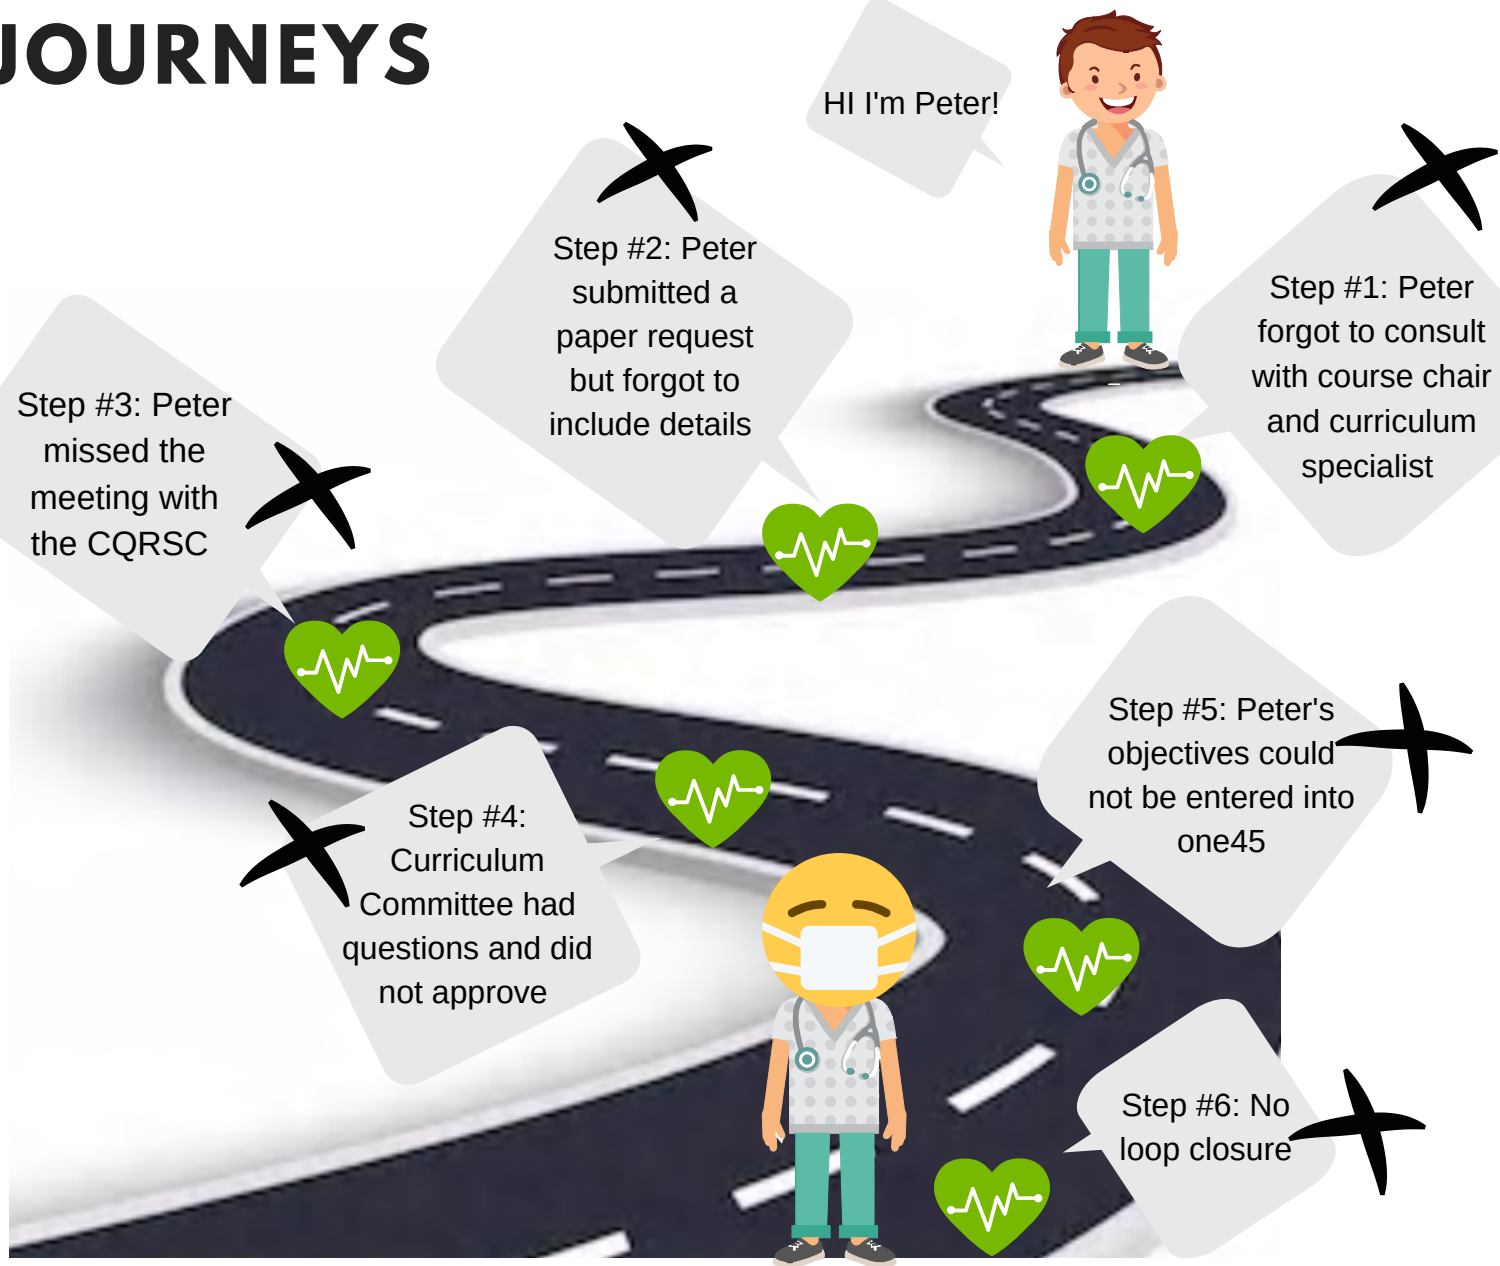 JOURNEYS
HI I'm Peter!
Step #1: Peter
forgot to consult
with course chair
and curriculum
specialist
Step #2: Peter
submitted a
paper request
but forgot to
include details
Step #3: Peter
missed the
meeting with
the CQRSC
Step #4:
Curriculum
Committee had
questions and did
not approve
Step #5: Peter's
objectives could
not be entered into
one45
Step #6: No
loop closure